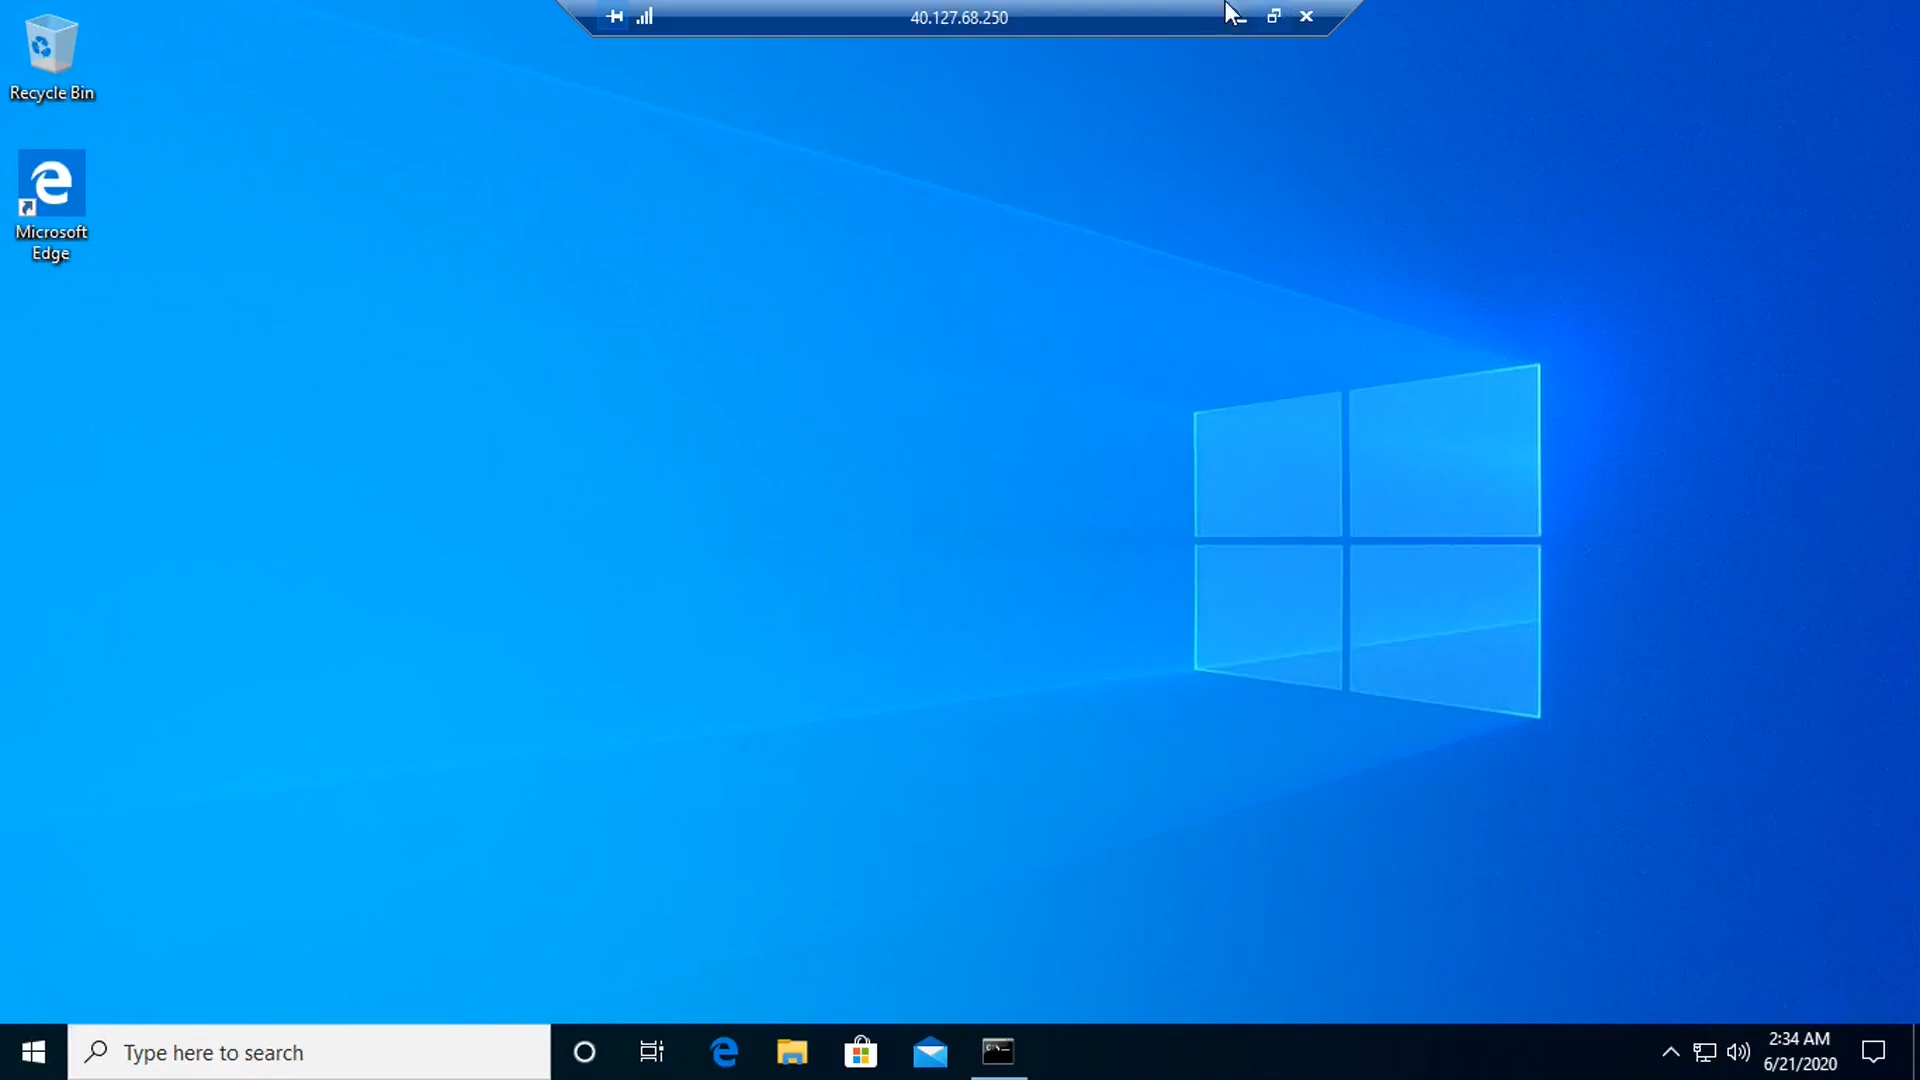 40.127.68.250
Recycle Bin
Microsoft
Edge
Type here to search
2:34 AM
6/21/2020